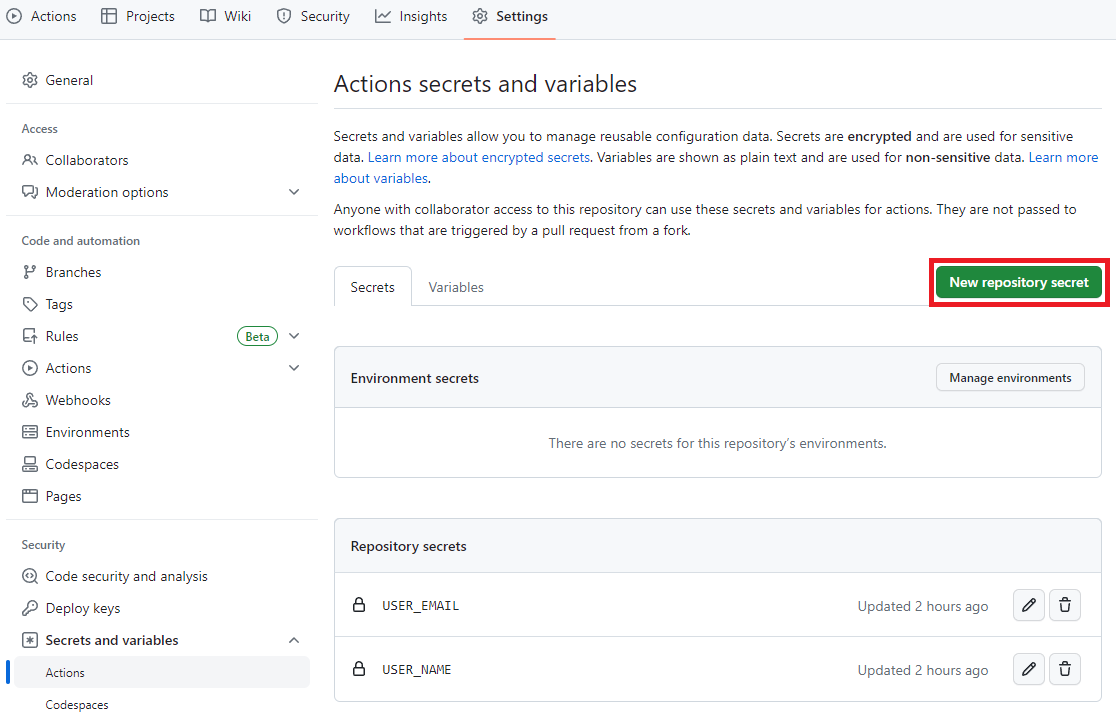 Actions Projects Wiki Security Insights Settings
General
Access
Collaborators
Moderation options
Code and automation
Branches
Tags
Rules Beta
Actions
Webhooks
Environments
Codespaces
Pages
Security
Code security and analysis
Deploy keys
Secrets and variables
Actions
Codespaces
Actions secrets and variables
Secrets and variables allow you to manage reusable configuration data. Secrets are encrypted and are used for sensitive
data. Learn more about encrypted secrets. Variables are shown as plain text and are used for non-sensitive data. Learn more
about variables.
Anyone with collaborator access to this repository can use these secrets and variables for actions. They are not passed to
workflows that are triggered by a pull request from a fork.
Secrets Variables New repository secret
Environment secrets Manage environments
There are no secrets for this repository's environments.
Repository secrets
USER_EMAIL Updated 2 hours ago
USER_NAME Updated 2 hours ago